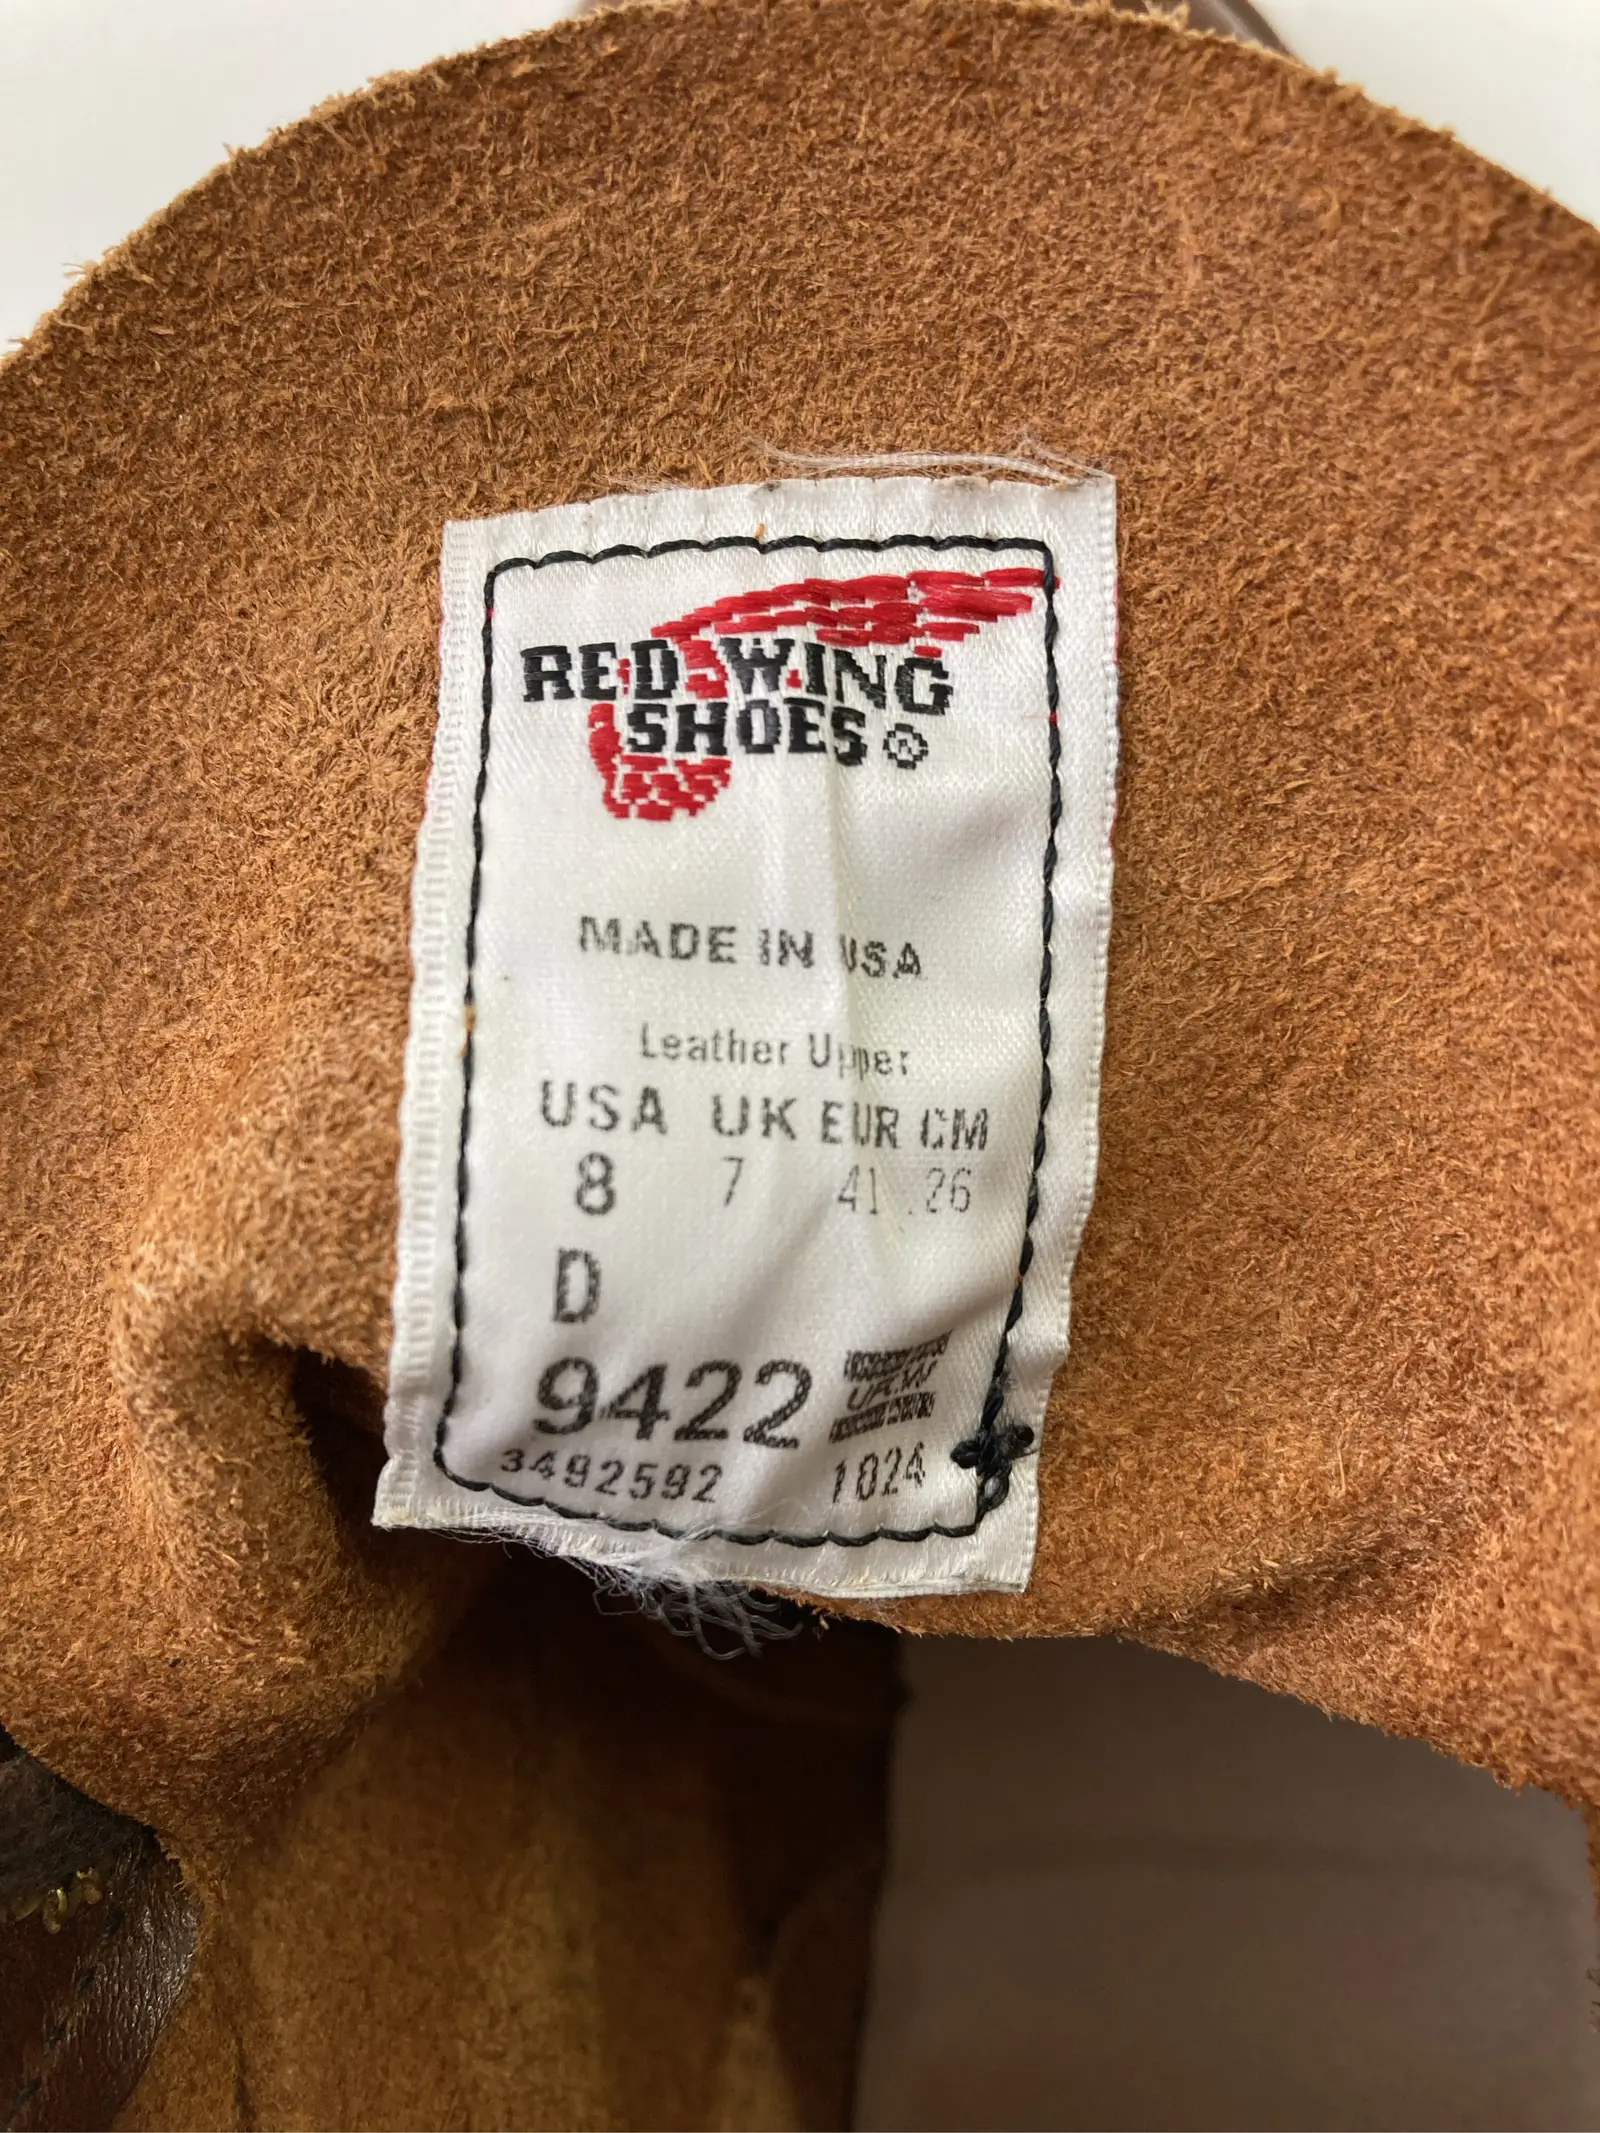 RED WING
SHOES ®
MADE IN USA
Leather Upper
USA UK EUR CM
8 7 41 26
D
9422 UFCW
3492592 1024